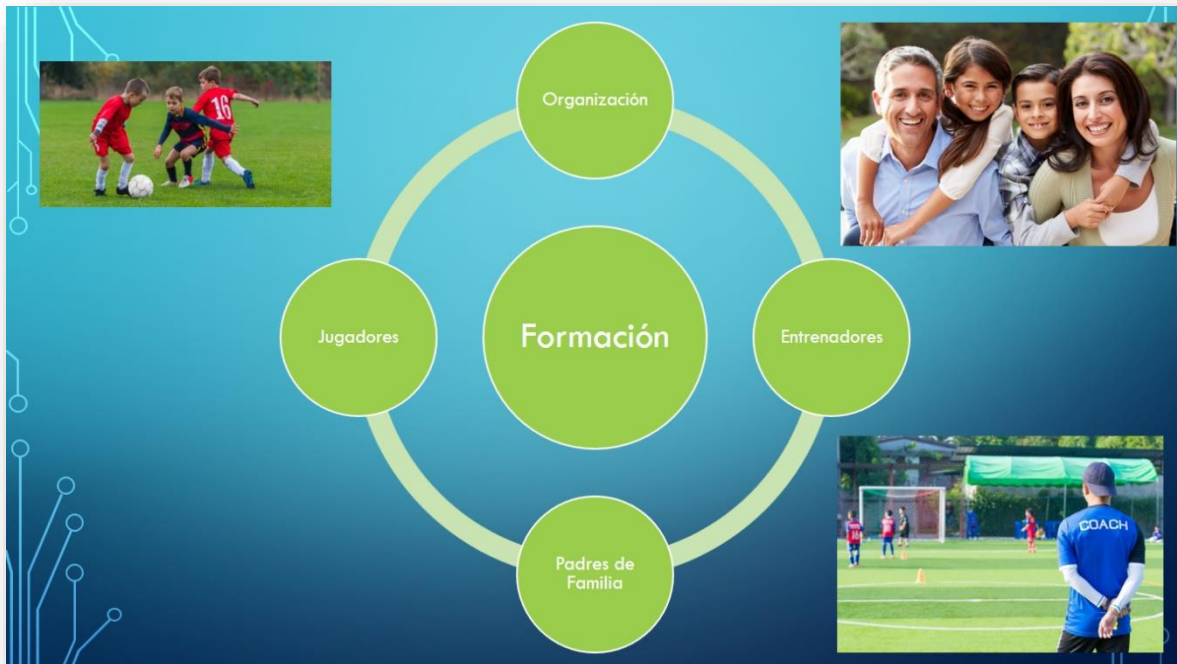 Organización
16
Jugadores
Formación
Entrenadores
COACH
Padres de
Familia